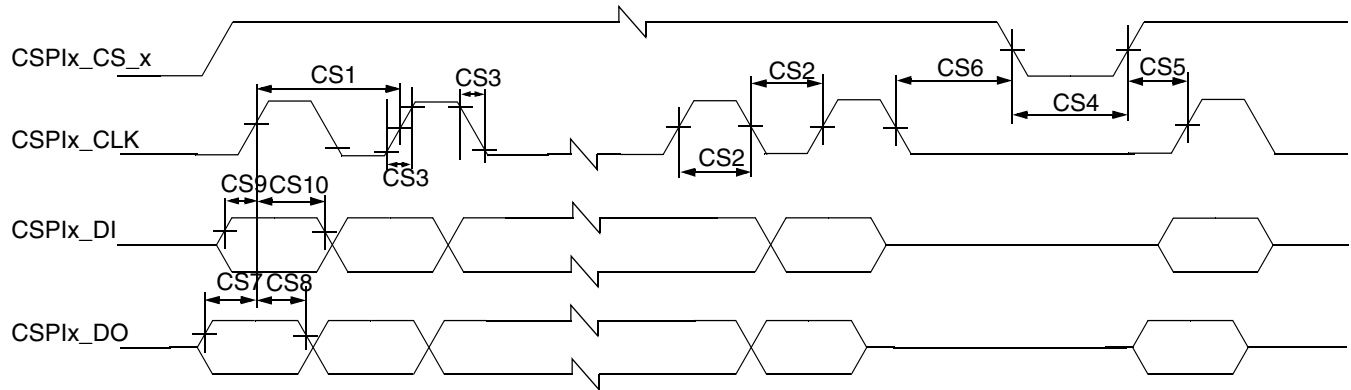 CSPIx_CS_x
CS1
CS3
CS2
CS6
CS5
CS4
CSPIx_CLK
CS3
CS2
CS9
CS10
CSPIx_DI
CS7
CS8
CSPIx_DO